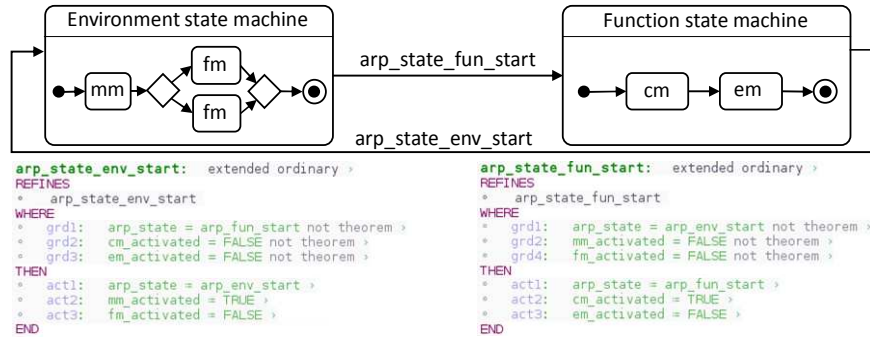 Environment state machine
Function state machine
fm
mm
fm
arp_state_fun_start
cm
em
arp_state_env_start
arp_state_env_start: extended ordinary ›
REFINES
arp_state_env_start
WHERE
grd1: arp_state = arp_fun_start not theorem ›
grd2: cm_activated = FALSE not theorem ›
grd3: em_activated = FALSE not theorem ›
THEN
act1: arp_state ≔ arp_env_start ›
act2: mm_activated ≔ TRUE ›
act3: fm_activated ≔ FALSE ›
END
arp_state_fun_start: extended ordinary ›
REFINES
arp_state_fun_start
WHERE
grd1: arp_state = arp_env_start not theorem ›
grd2: mm_activated = FALSE not theorem ›
grd4: fm_activated = FALSE not theorem ›
THEN
act1: arp_state ≔ arp_fun_start ›
act2: cm_activated ≔ TRUE ›
act3: em_activated ≔ FALSE ›
END